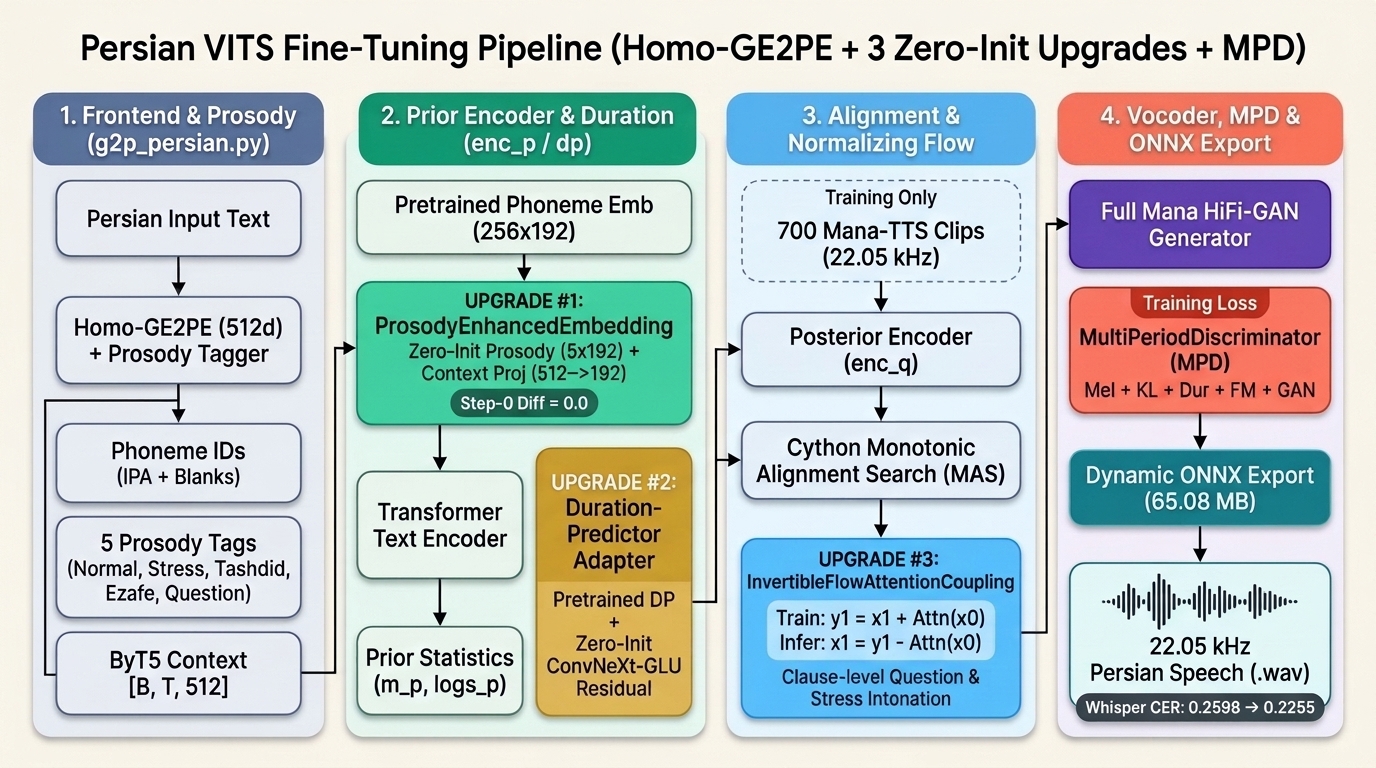 Persian VITS Fine-Tuning Pipeline (Homo-GE2PE + 3 Zero-Init Upgrades + MPD)
1. Frontend & Prosody
(g2p_persian.py)
Persian Input Text
Homo-GE2PE (512d)
+ Prosody Tagger
Phoneme IDs
(IPA + Blanks)
5 Prosody Tags
(Normal, Stress, Tashdid,
Ezafe, Question)
ByT5 Context
[B, T, 512]
2. Prior Encoder & Duration
(enc_p / dp)
Pretrained Phoneme Emb
(256x192)
UPGRADE #1:
ProsodyEnhancedEmbedding
Zero-Init Prosody (5x192) +
Context Proj (512–>192)
Step-0 Diff = 0.0
Transformer
Text Encoder
Prior Statistics
(m_p, logs_p)
UPGRADE #2:
Duration-
Predictor
Adapter
Pretrained DP
+
Zero-Init
ConvNeXt-GLU
Residual
3. Alignment &
Normalizing Flow
Training Only
700 Mana-TTS Clips
(22.05 kHz)
Posterior Encoder
(enc_q)
Cython Monotonic
Alignment Search (MAS)
UPGRADE #3:
InvertibleFlowAttentionCoupling
Train: y1 = x1 + Attn(x0)
Infer: x1 = y1 - Attn(x0)
Clause-level Question &
Stress Intonation
4. Vocoder, MPD &
ONNX Export
Full Mana HiFi-GAN
Generator
Training Loss
MultiPeriodDiscriminator
(MPD)
Mel + KL + Dur + FM + GAN
Dynamic ONNX Export
(65.08 MB)
22.05 kHz
Persian Speech (.wav)
Whisper CER: 0.2598 → 0.2255